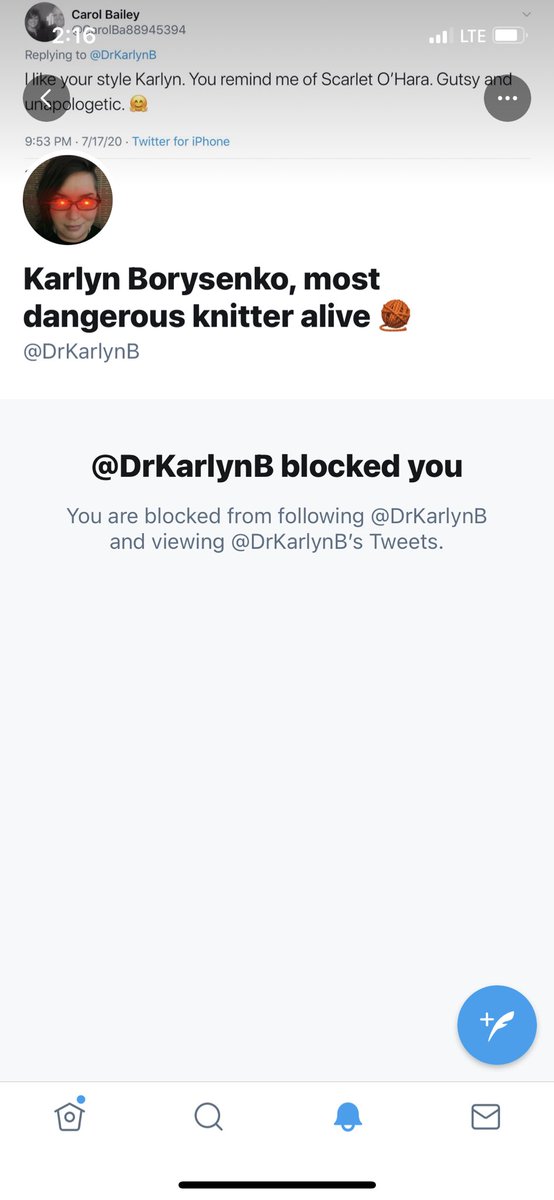 Carol Bailey
@CarolBa88945394
2:16
LTE
Replying to @DrKarlynB
I like your style Karlyn. You remind me of Scarlet O’Hara. Gutsy and
unapologetic. 🤗
9:53 PM · 7/17/20 · Twitter for iPhone
Karlyn Borysenko, most
dangerous knitter alive 🧶
@DrKarlynB
@DrKarlynB blocked you
You are blocked from following @DrKarlynB
and viewing @DrKarlynB’s Tweets.